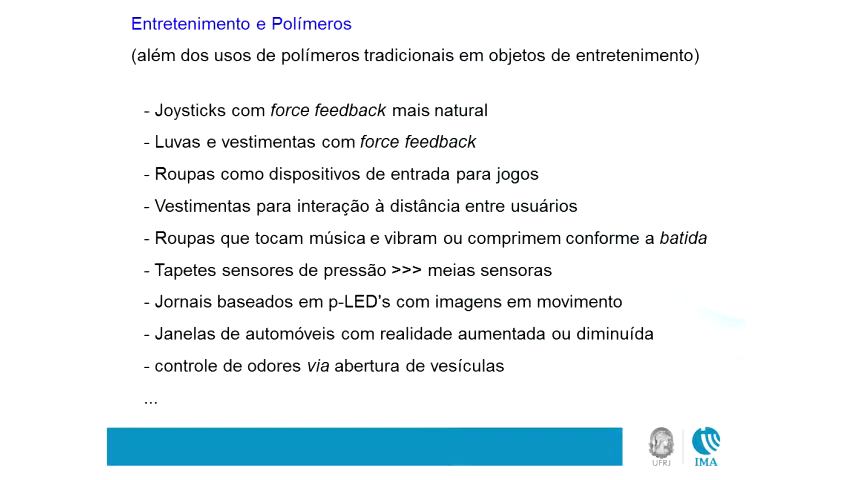 Entretenimento e Polímeros
(além dos usos de polímeros tradicionais em objetos de entretenimento)
- Joysticks com force feedback mais natural
- Luvas e vestimentas com force feedback
- Roupas como dispositivos de entrada para jogos
- Vestimentas para interação à distância entre usuários
- Roupas que tocam música e vibram ou comprimem conforme a batida
- Tapetes sensores de pressão >>> meias sensoras
- Jornais baseados em p-LED's com imagens em movimento
- Janelas de automóveis com realidade aumentada ou diminuída
- controle de odores via abertura de vesículas
...
UFRJ
IMA